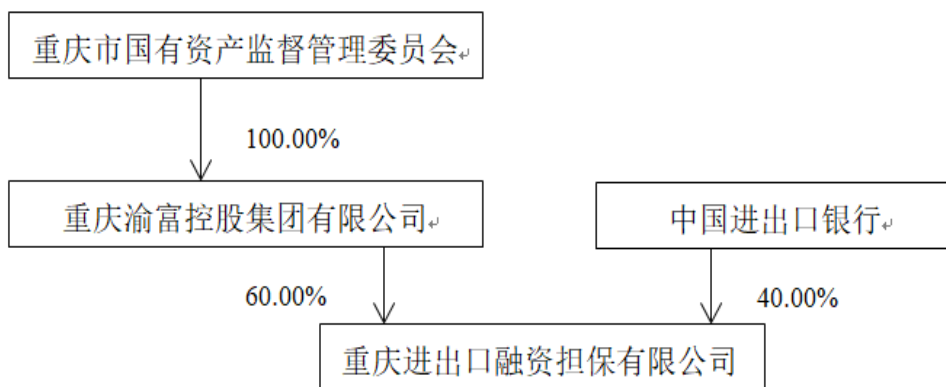 重庆市国有资产监督管理委员会
100.00%
重庆渝富控股集团有限公司
中国进出口银行
60.00%
40.00%
重庆进出口融资担保有限公司